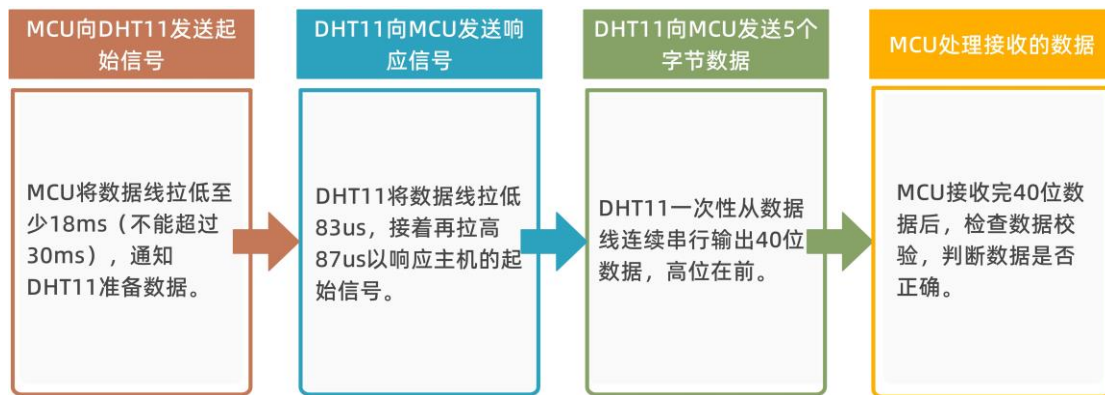 MCU向DHT11发送起
始信号
MCU将数据线拉低至
少18ms（不能超过
30ms），通知
DHT11准备数据。
DHT11向MCU发送响
应信号
DHT11将数据线拉低
83us，接着再拉高
87us以响应主机的起
始信号。
DHT11向MCU发送5个
字节数据
DHT11一次性从数据
线连续串行输出40位
数据，高位在前。
MCU处理接收的数据
MCU接收完40位数
据后，检查数据校
验，判断数据是否
正确。